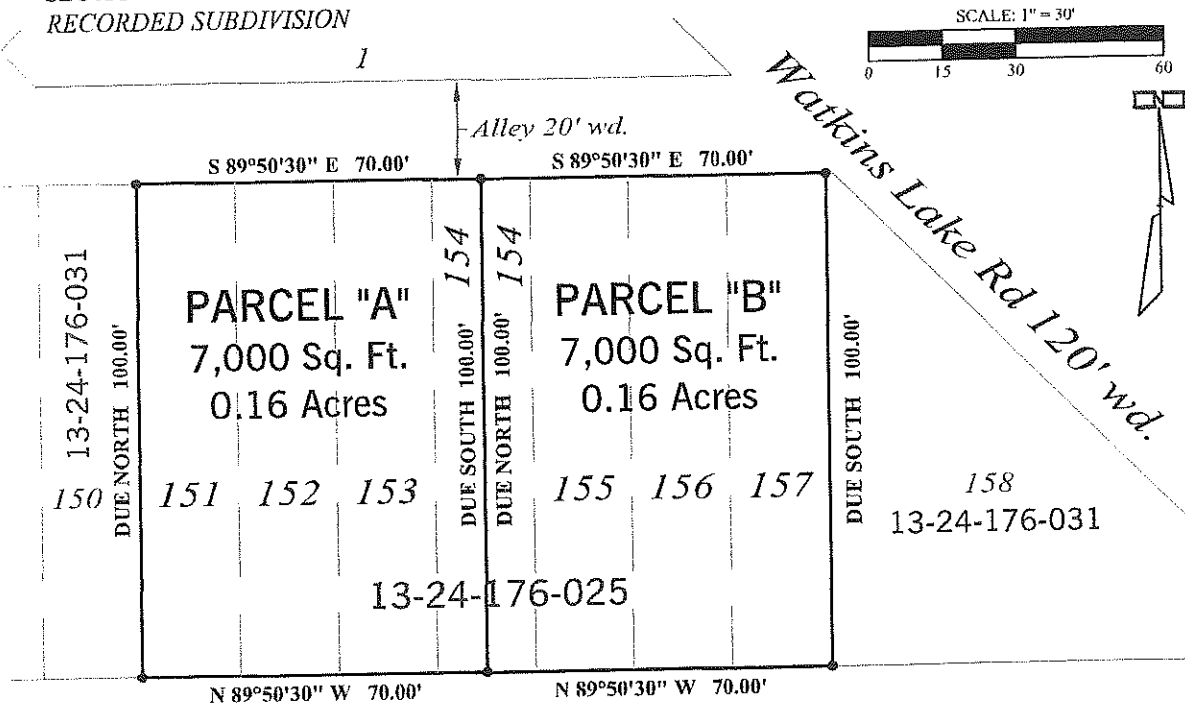 RECORDED SUBDIVISION
1
SCALE: 1" = 30'
0 15 30 60
N
Alley 20' wd.
Watkins Lake Rd 120' wd.
S 89°50'30" E 70.00'
S 89°50'30" E 70.00'
13-24-176-031
150
DUE NORTH 100.00'
PARCEL "A"
7,000 Sq. Ft.
0.16 Acres
151 152 153
154
DUE SOUTH 100.00'
154
DUE NORTH 100.00'
PARCEL "B"
7,000 Sq. Ft.
0.16 Acres
155 156 157
DUE SOUTH 100.00'
158
13-24-176-031
13-24-176-025
N 89°50'30" W 70.00'
N 89°50'30" W 70.00'